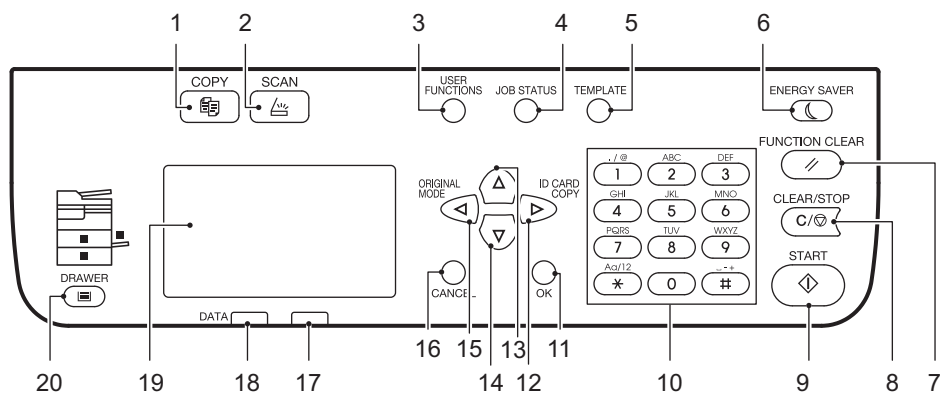 1 2 3 4 5 6
COPY SCAN
USER
FUNCTIONS JOB STATUS TEMPLATE ENERGY SAVER
FUNCTION CLEAR
. / @ ABC DEF
1 2 3
ORIGINAL
MODE
ID CARD
COPY
GHI JKL MNO
4 5 6
CLEAR/STOP
C/
PQRS TUV WXYZ
7 8 9
START
DRAWER
CANCEL OK
Aa/12 _ - +
* 0 #
DATA
20 19 18 17 16 15 14 13 12 11 10 9 8 7